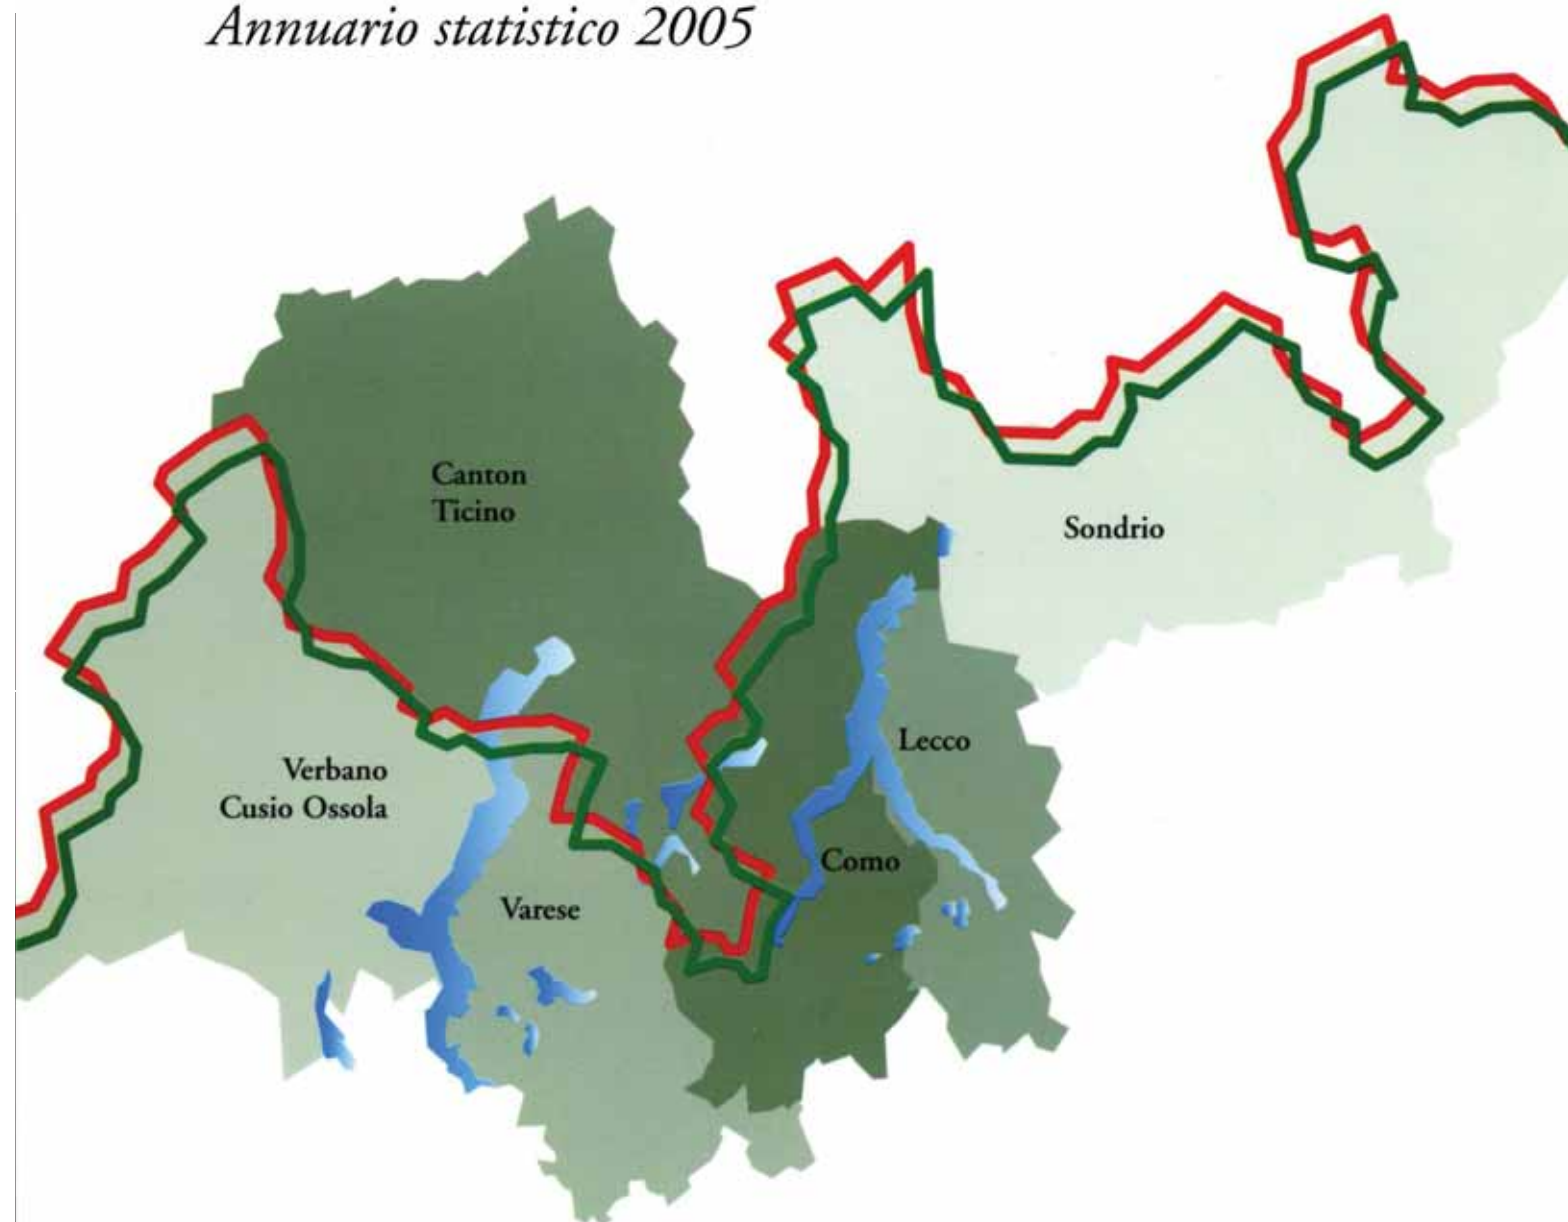 Annuario statistico 2005
Canton
Ticino
Sondrio
Verbano
Cusio Ossola
Lecco
Como
Varese